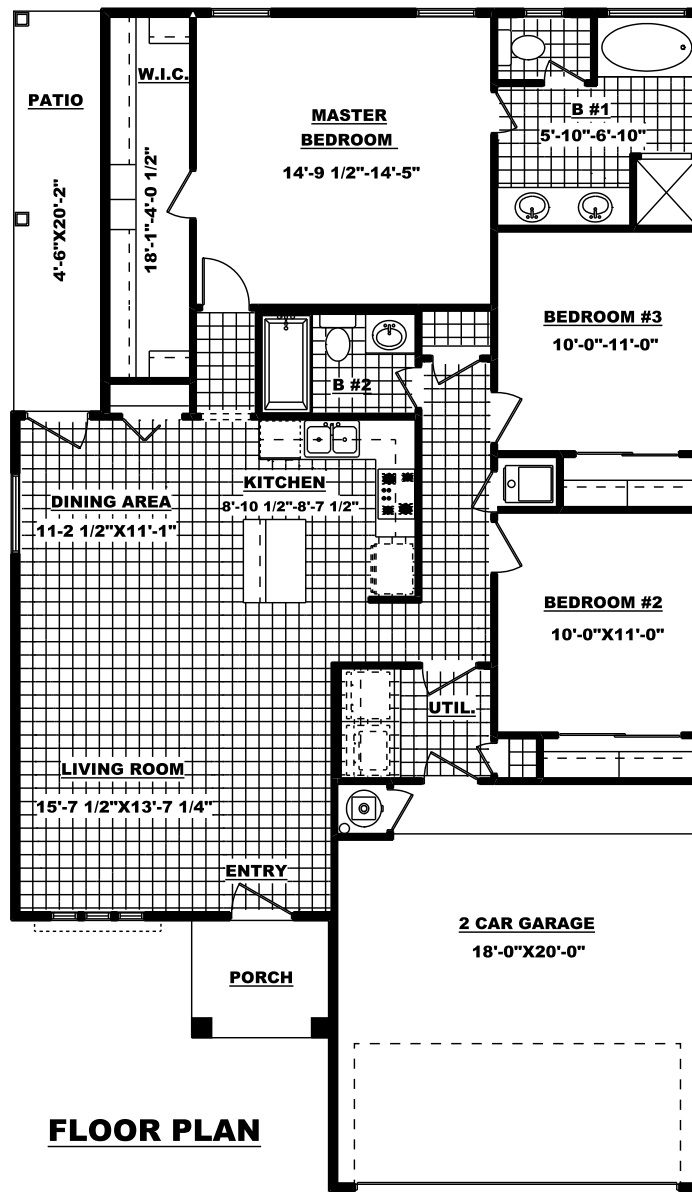 W.I.C.
18'-1"-4'-0 1/2"
PATIO
4'-6"X20'-2"
MASTER
BEDROOM
14'-9 1/2"-14'-5"
B #1
5'-10"-6'-10"
BEDROOM #3
10'-0"-11'-0"
B #2
KITCHEN
8'-10 1/2"-8'-7 1/2"
DINING AREA
11-2 1/2"X11'-1"
BEDROOM #2
10'-0"X11'-0"
UTIL.
LIVING ROOM
15'-7 1/2"X13'-7 1/4"
ENTRY
2 CAR GARAGE
18'-0"X20'-0"
PORCH
FLOOR PLAN